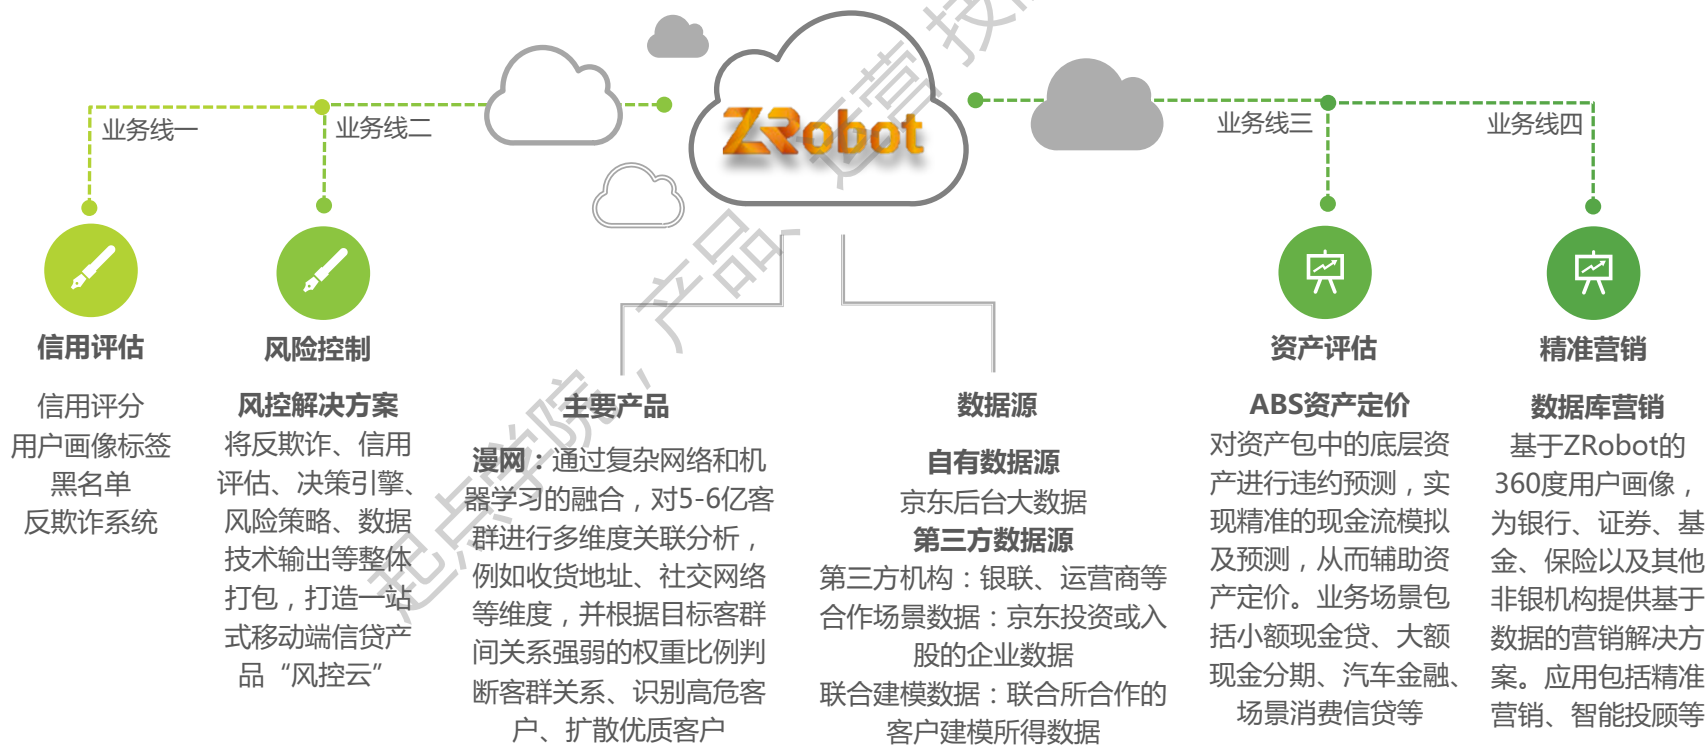 ZRobot
业务线一
业务线二
业务线三
业务线四
信用评估
信用评分
用户画像标签
黑名单
反欺诈系统
风险控制
风控解决方案
将反欺诈、信用
评估、决策引擎、
风险策略、数据
技术输出等整体
打包，打造一站
式移动端信贷产
品“风控云”
主要产品
漫网：通过复杂网络和机
器学习的融合，对5-6亿客
群进行多维度关联分析，
例如收货地址、社交网络
等维度，并根据目标客群
间关系强弱的权重比例判
断客群关系、识别高危客
户、扩散优质客户
数据源
自有数据源
京东后台大数据
第三方数据源
第三方机构：银联、运营商等
合作场景数据：京东投资或入
股的企业数据
联合建模数据：联合所合作的
客户建模所得数据
资产评估
ABS资产定价
对资产包中的底层资
产进行违约预测，实
现精准的现金流模拟
及预测，从而辅助资
产定价。业务场景包
括小额现金贷、大额
现金分期、汽车金融、
场景消费信贷等
精准营销
数据库营销
基于ZRobot的
360度用户画像，
为银行、证券、基
金、保险以及其他
非银机构提供基于
数据的营销解决方
案。应用包括精准
营销、智能投顾等
起点学院，产品、运营技